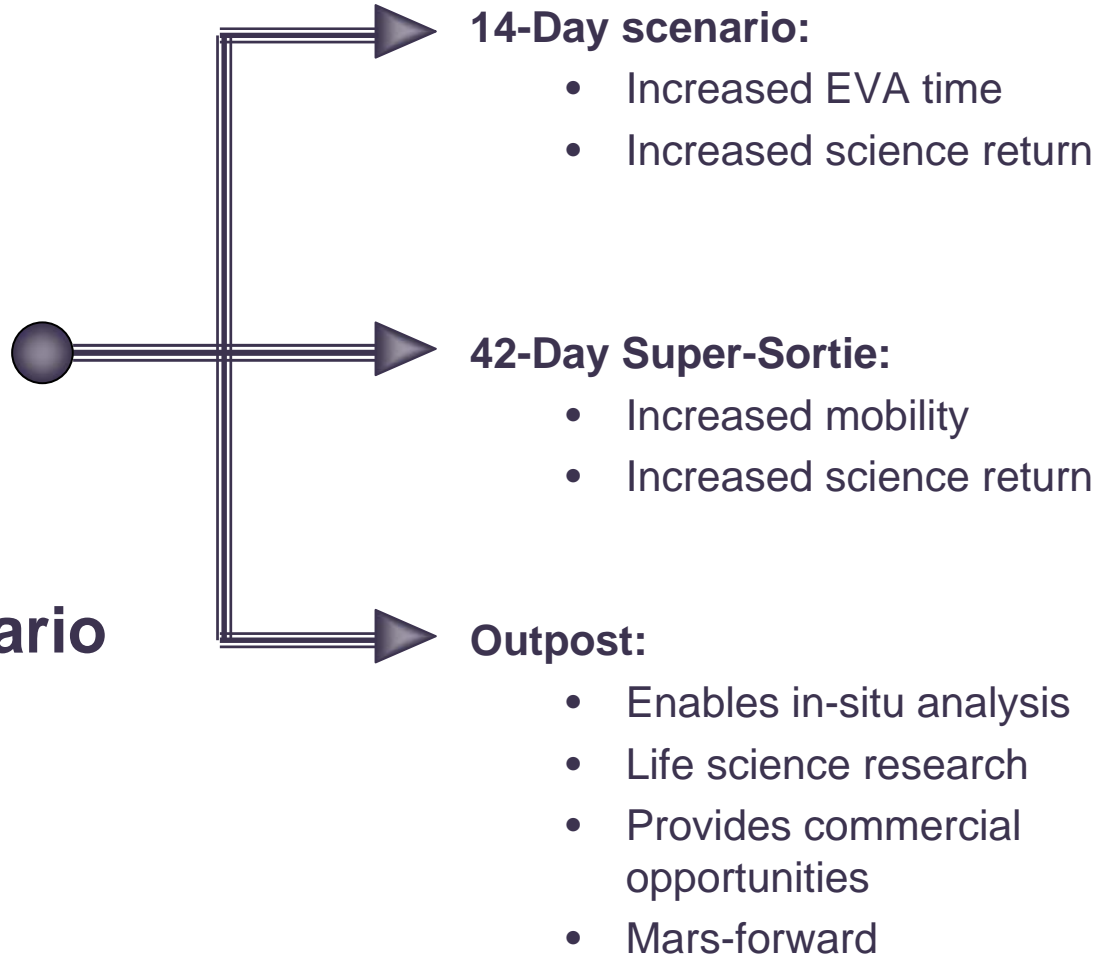 14-Day scenario:
• Increased EVA time
• Increased science return
42-Day Super-Sortie:
• Increased mobility
• Increased science return
ario
Outpost:
• Enables in-situ analysis
• Life science research
• Provides commercial
opportunities
• Mars-forward